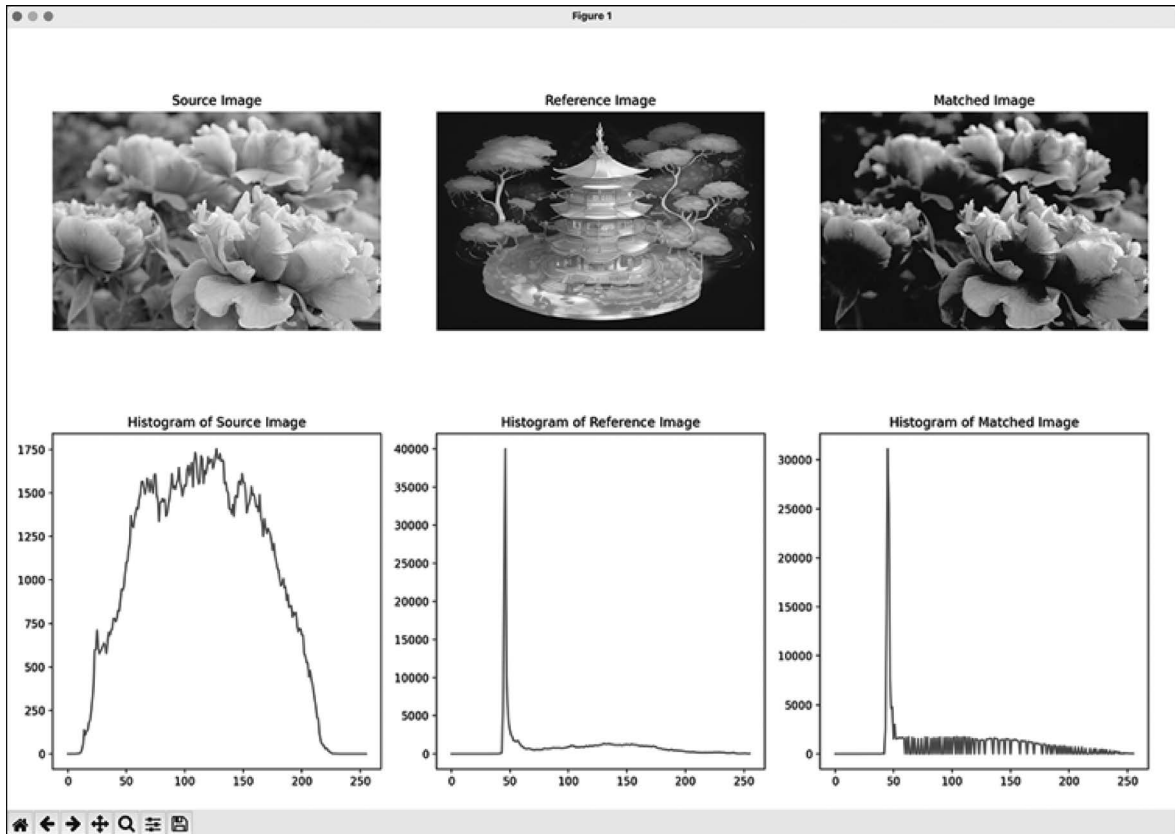 Figure 1
Source Image
Reference Image
Matched Image
Histogram of Source Image
1750
1500
1250
1000
750
500
250
0
0 50 100 150 200 250
Histogram of Reference Image
40000
35000
30000
25000
20000
15000
10000
5000
0
0 50 100 150 200 250
Histogram of Matched Image
30000
25000
20000
15000
10000
5000
0
0 50 100 150 200 250